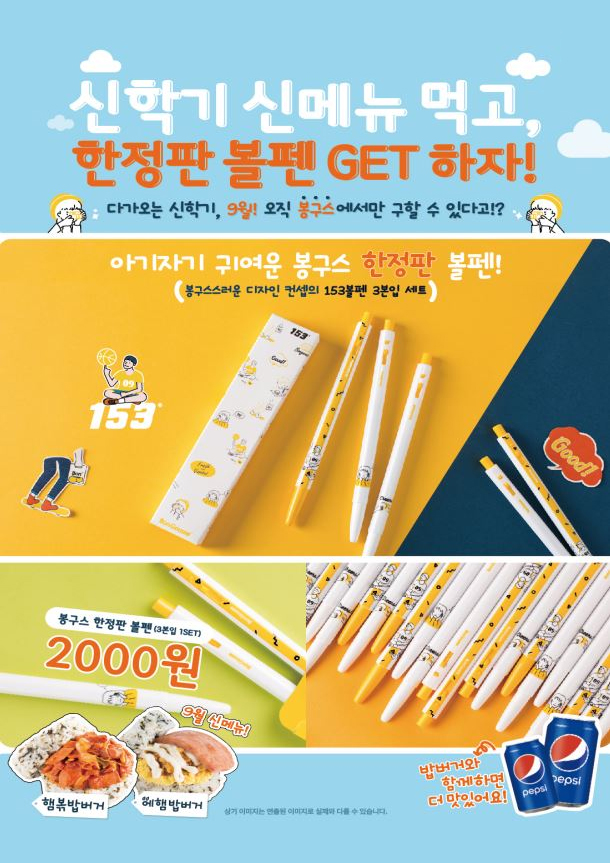 신학기 신메뉴 먹고,
한정판 볼펜 GET 하자!
다가오는 신학기, 9월! 오직 봉구스에서만 구할 수 있다고!?
아기자기 귀여운 봉구스 한정판 볼펜!
(봉구스스러운 디자인 컨셉의 153볼펜 3본입 세트)
153
09
153
Good!
Good!
봉구스 한정판 볼펜 (3본입 1SET)
2000원
9월 신메뉴!
햄볶밥버거
에햄밥버거
밥버거와
함께하면
더 맛있어요!
pepsi
pepsi
상기 이미지는 연출된 이미지로 실제와 다를 수 있습니다.